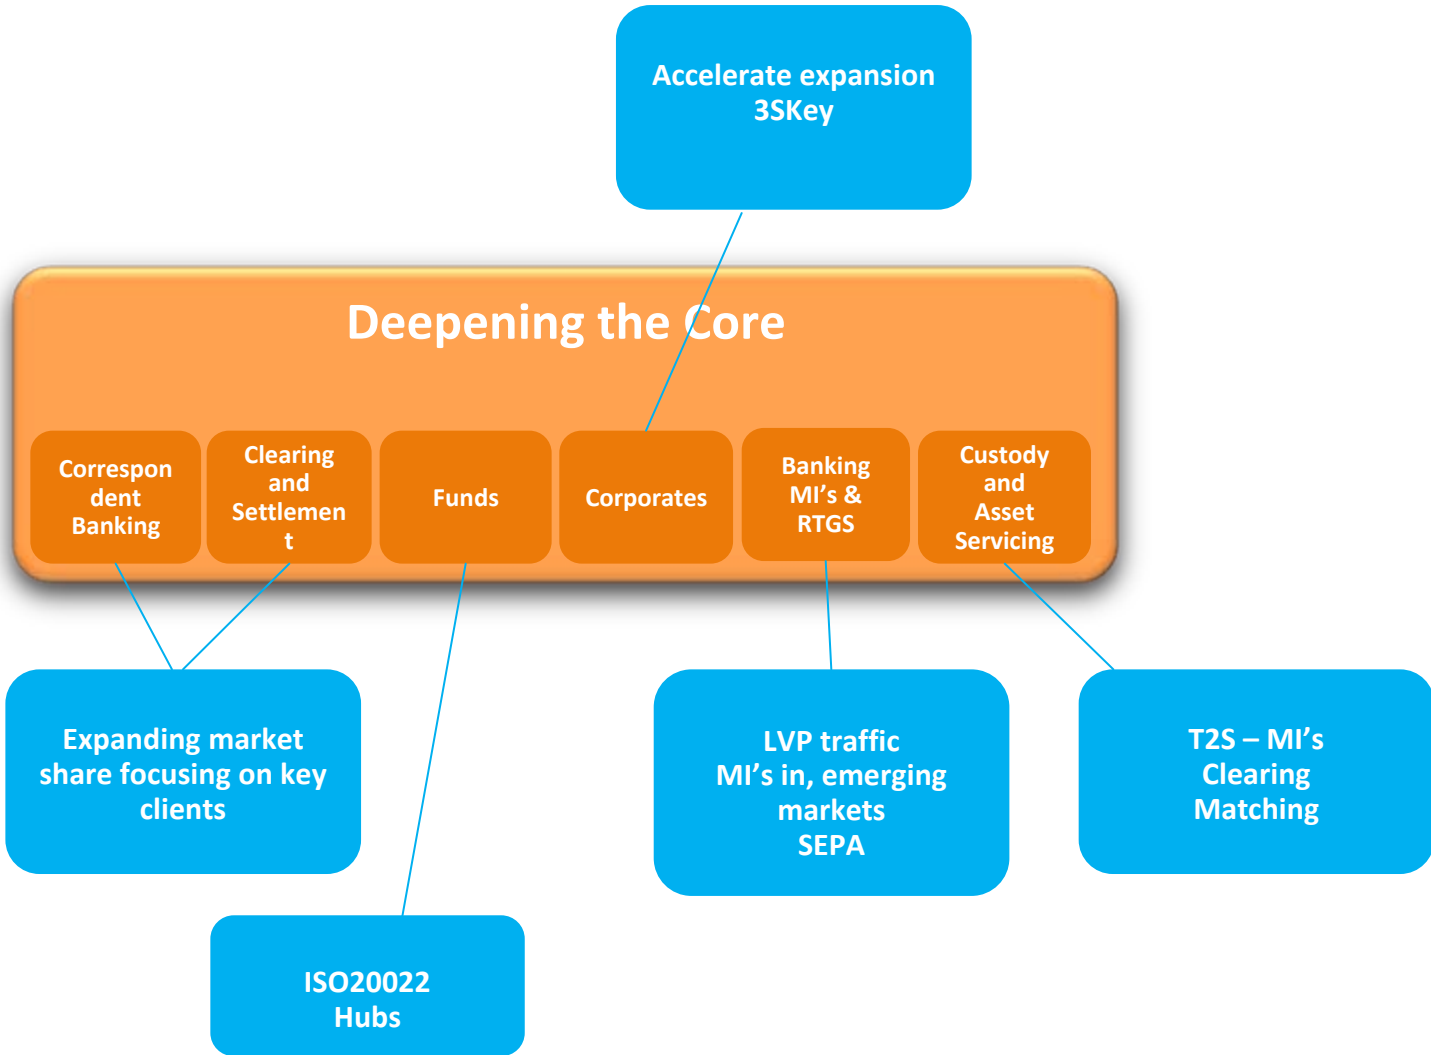 Accelerate expansion
3SKey
Deepening the Core
Correspon
dent
Banking
Clearing
and
Settlemen
t
Funds
Corporates
Banking
MI’s &
RTGS
Custody
and
Asset
Servicing
Expanding market
share focusing on key
clients
LVP traffic
MI’s in, emerging
markets
SEPA
T2S – MI’s
Clearing
Matching
ISO20022
Hubs